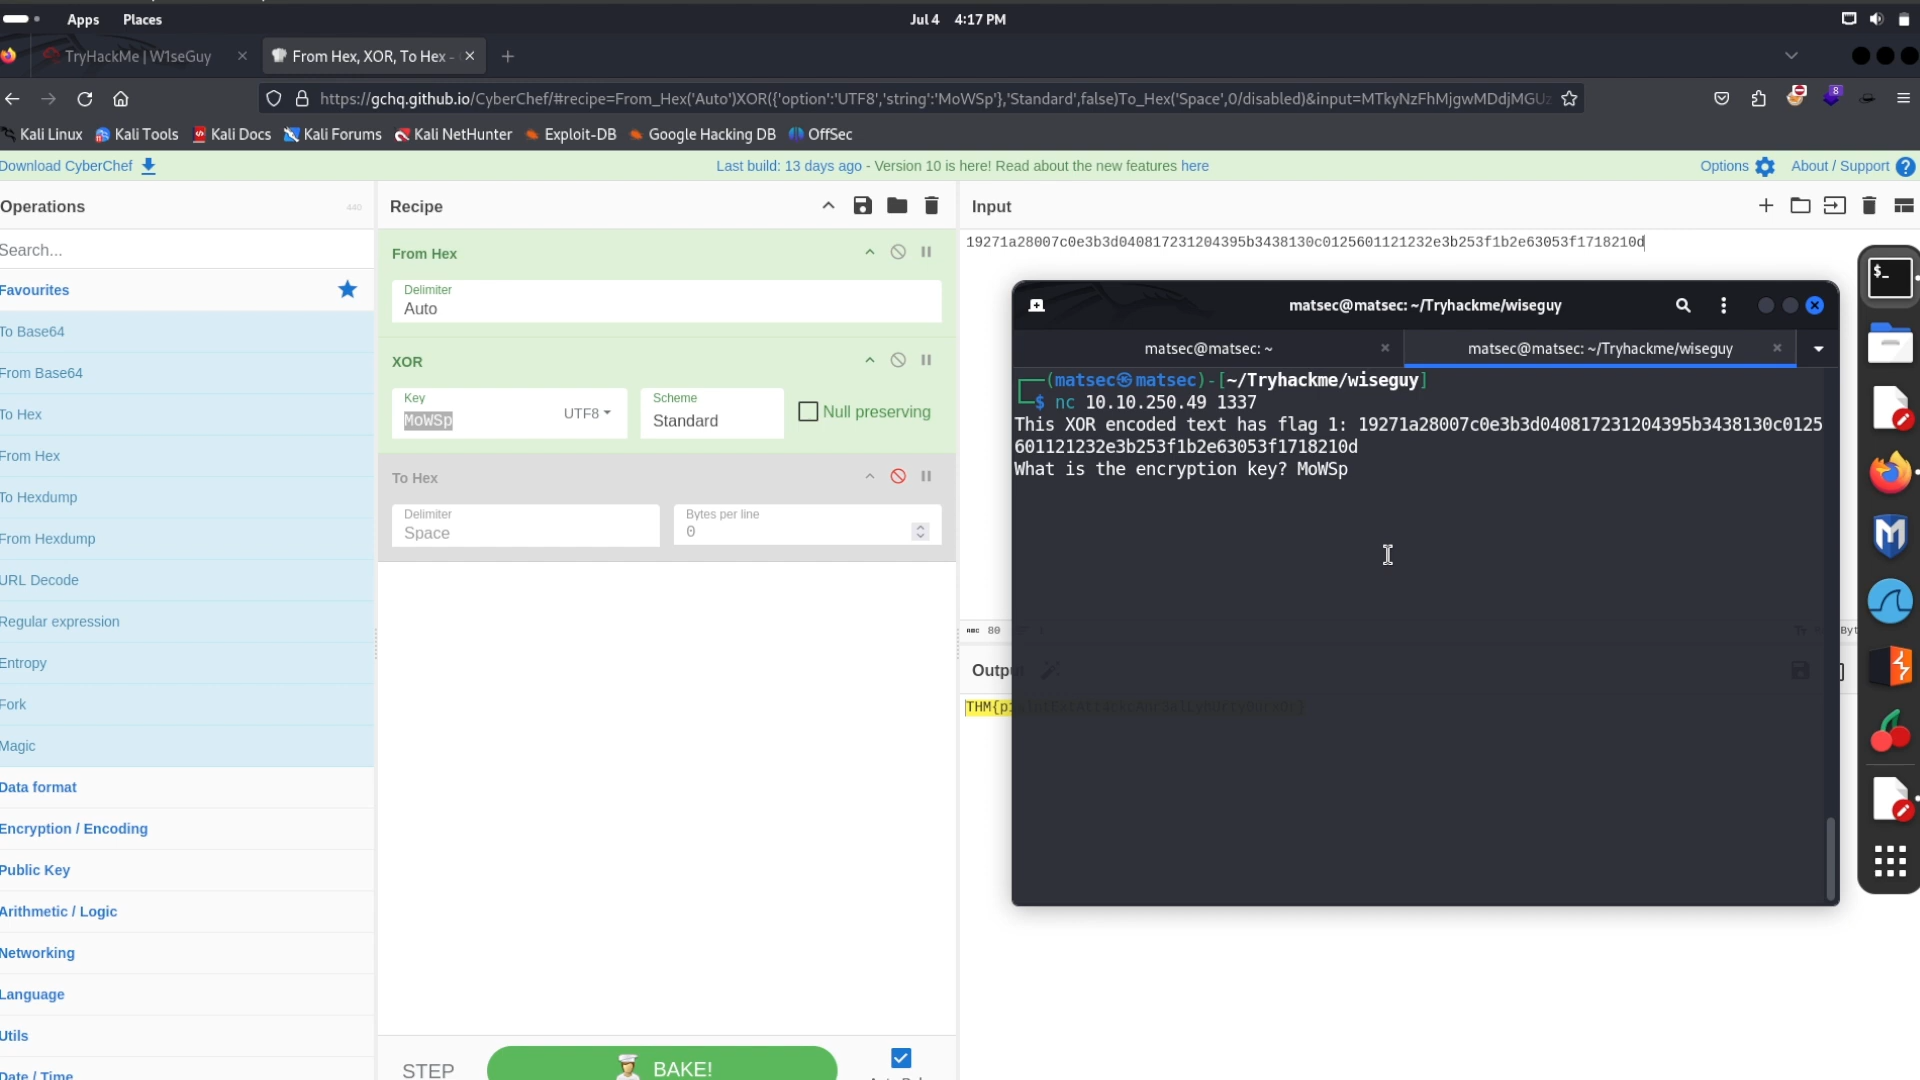 Apps Places Jul 4 4:17 PM
TryHackMe | W1seGuy From Hex, XOR, To Hex -
https://gchq.github.io/CyberChef/#recipe=From_Hex('Auto')XOR({'option':'UTF8','string':'MoWSp'},'Standard',false)To_Hex('Space',0/disabled)&input=MTkyNzFhMjgwMDdjMGUz
8
Kali Linux Kali Tools Kali Docs Kali Forums Kali NetHunter Exploit-DB Google Hacking DB OffSec
Download CyberChef Last build: 13 days ago - Version 10 is here! Read about the new features here Options About / Support
Operations 440
Search...
Favourites
To Base64
From Base64
To Hex
From Hex
To Hexdump
From Hexdump
URL Decode
Regular expression
Entropy
Fork
Magic
Data format
Encryption / Encoding
Public Key
Arithmetic / Logic
Networking
Language
Utils
Date / Time
Recipe
From Hex
Delimiter
Auto
XOR
Key
MoWSp UTF8
Scheme
Standard
Null preserving
To Hex
Delimiter
Space
Bytes per line
0
STEP BAKE!
Input
19271a28007c0e3b3d040817231204395b3438130c0125601121232e3b253f1b2e63053f1718210d
matsec@matsec: ~/Tryhackme/wiseguy
matsec@matsec: ~ matsec@matsec: ~/Tryhackme/wiseguy
(matsec㉿matsec)-[~/Tryhackme/wiseguy]
$ nc 10.10.250.49 1337
This XOR encoded text has flag 1: 19271a28007c0e3b3d040817231204395b3438130c0125
601121232e3b253f1b2e63053f1718210d
What is the encryption key? MoWSp
80
Output
THM{p